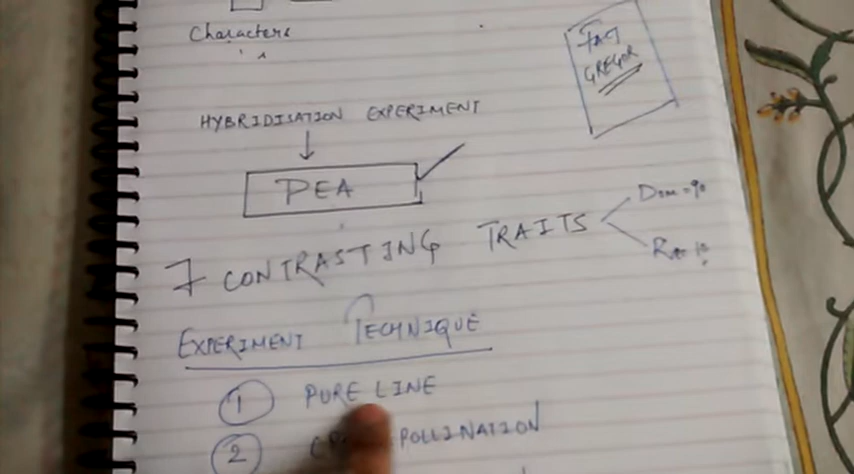 Characters
FACT
GREGOR
HYBRIDISATION EXPERIMENT
PEA
7 CONTRASTING TRAITS
EXPERIMENT TECHNIQUE
1 PURE LINE
2 POLLINATION